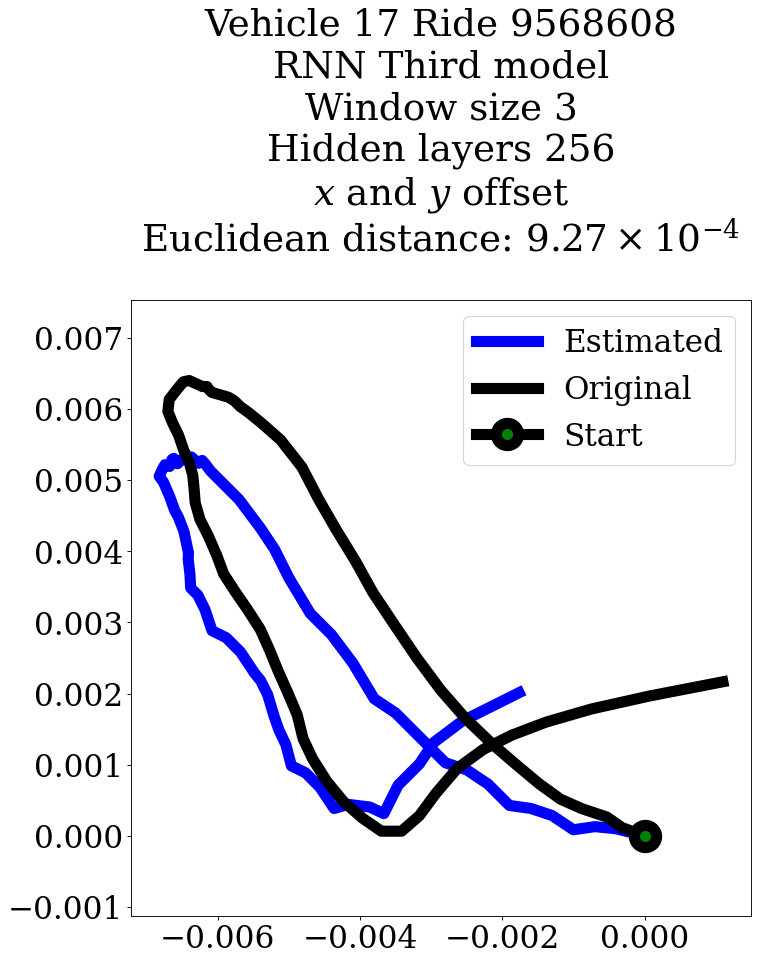 Vehicle 17 Ride 9568608
RNN Third model
Window size 3
Hidden layers 256
x and y offset
Euclidean distance: 9.27 × 10⁻⁴
Estimated
Original
Start
0.007
0.006
0.005
0.004
0.003
0.002
0.001
0.000
−0.001
−0.006 −0.004 −0.002 0.000